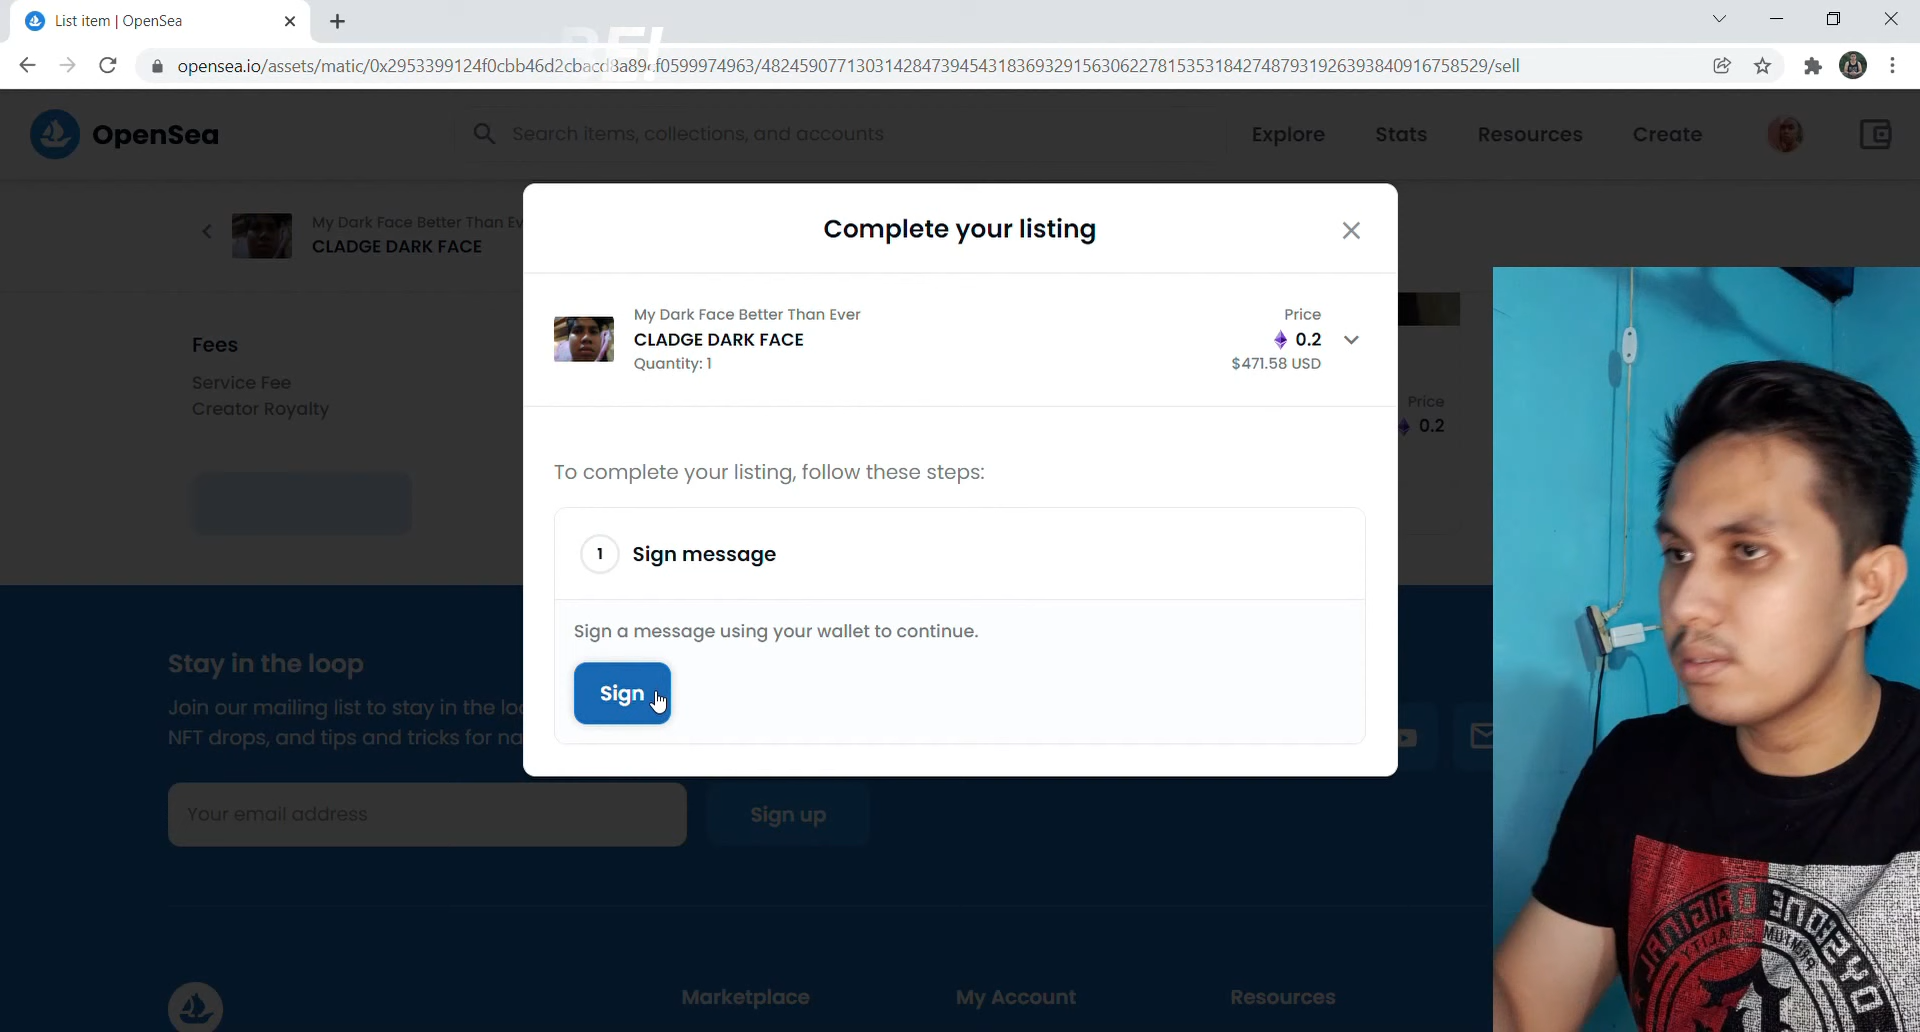 List item | OpenSea
opensea.io/assets/matic/0x2953399124f0cbb46d2cbacd8a89cf0599974963/48245907713031428473945431836932915630622781535318427487931926393840916758529/sell
OpenSea
Search items, collections, and accounts
Explore
Stats
Resources
Create
My Dark Face Better Than Ev
CLADGE DARK FACE
Complete your listing
My Dark Face Better Than Ever
CLADGE DARK FACE
Quantity: 1
Price
0.2
$471.58 USD
Fees
Service Fee
Creator Royalty
Price
0.2
To complete your listing, follow these steps:
1 Sign message
Sign a message using your wallet to continue.
Sign
Stay in the loop
Join our mailing list to stay in the lo
NFT drops, and tips and tricks for na
Your email address
Sign up
Marketplace
My Account
Resources
ORIGINAL